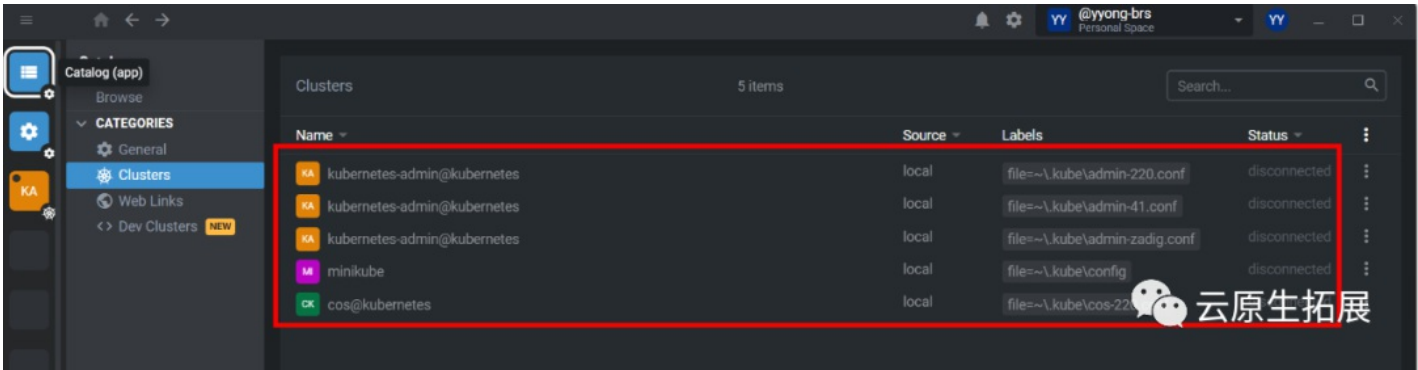 YY @yyong-brs YY
Personal Space
Catalog (app)
Browse
CATEGORIES
General
Clusters
Web Links
Dev Clusters NEW
KA
Clusters 5 items Search...
Name Source Labels Status
KA kubernetes-admin@kubernetes local file=~\.kube\admin-220.conf disconnected
KA kubernetes-admin@kubernetes local file=~\.kube\admin-41.conf disconnected
KA kubernetes-admin@kubernetes local file=~\.kube\admin-zadig.conf disconnected
MI minikube local file=~\.kube\config disconnected
CK cos@kubernetes local
云原生拓展